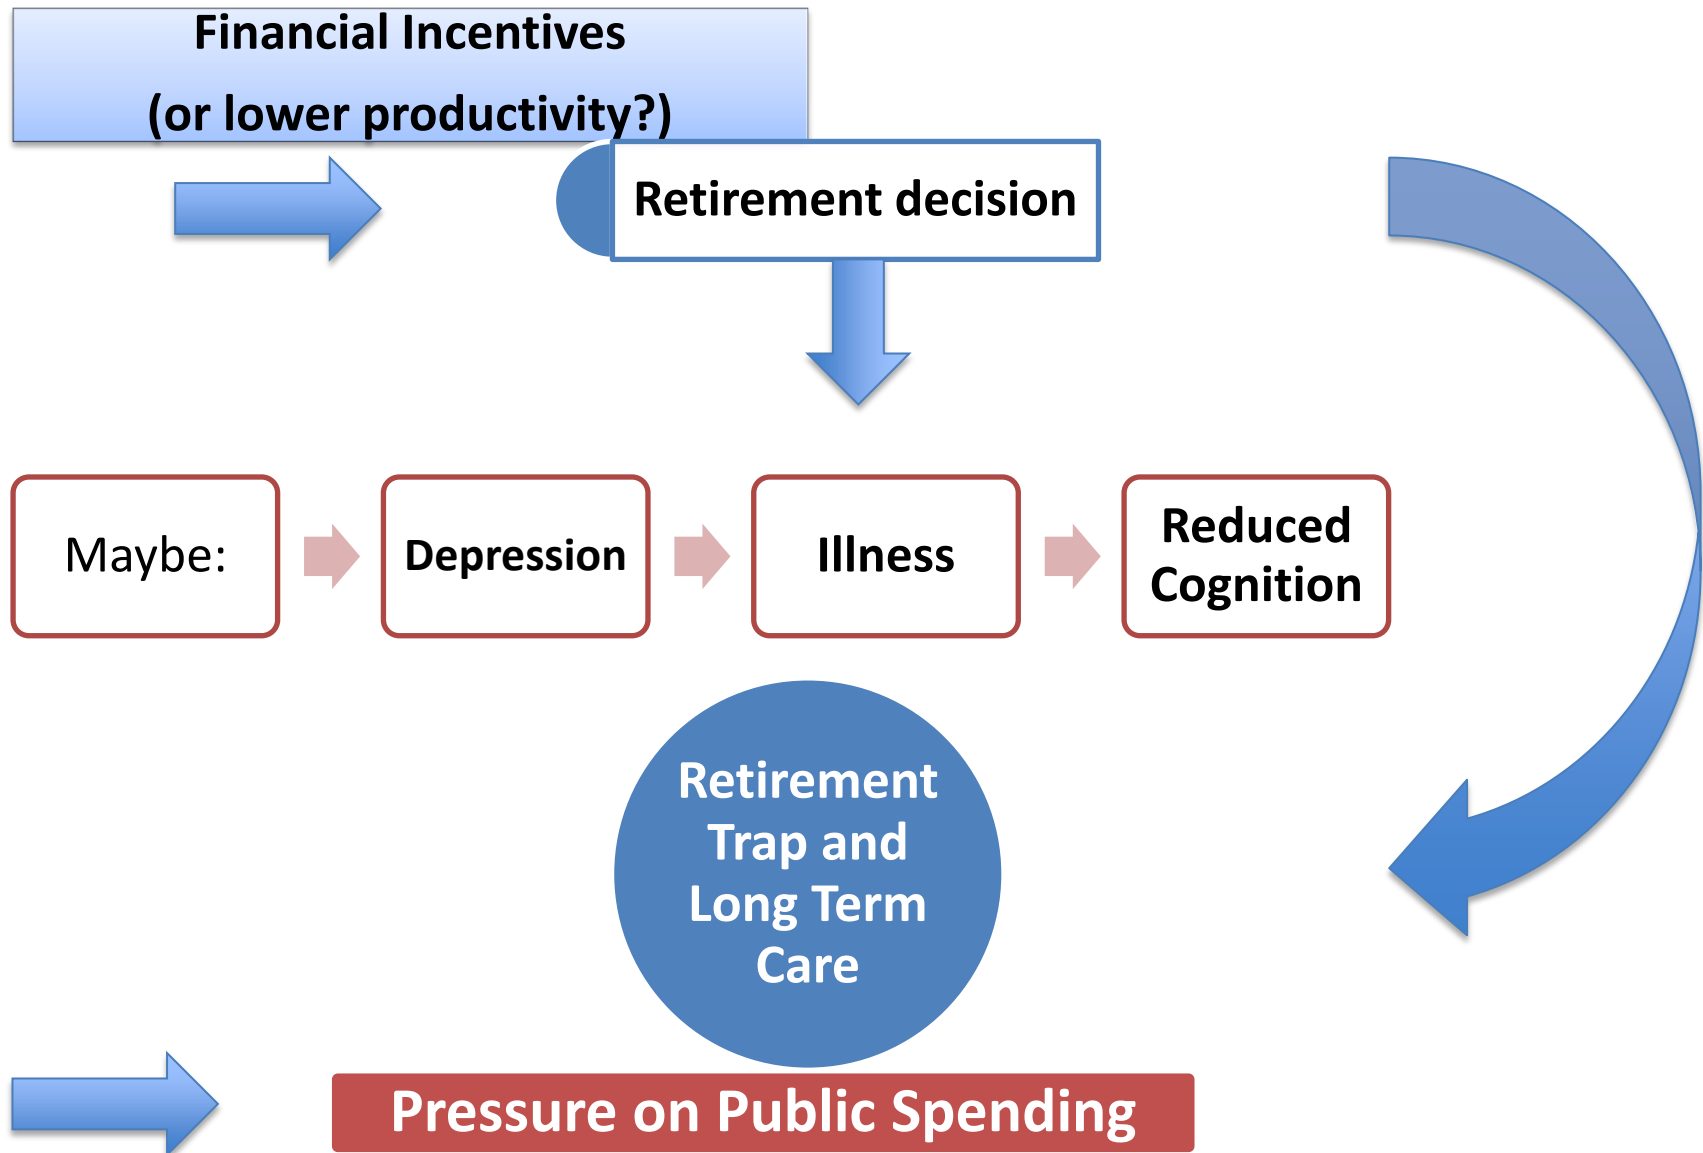 Financial Incentives
(or lower productivity?)
Retirement decision
Maybe:
Depression
Illness
Reduced
Cognition
Retirement
Trap and
Long Term
Care
Pressure on Public Spending